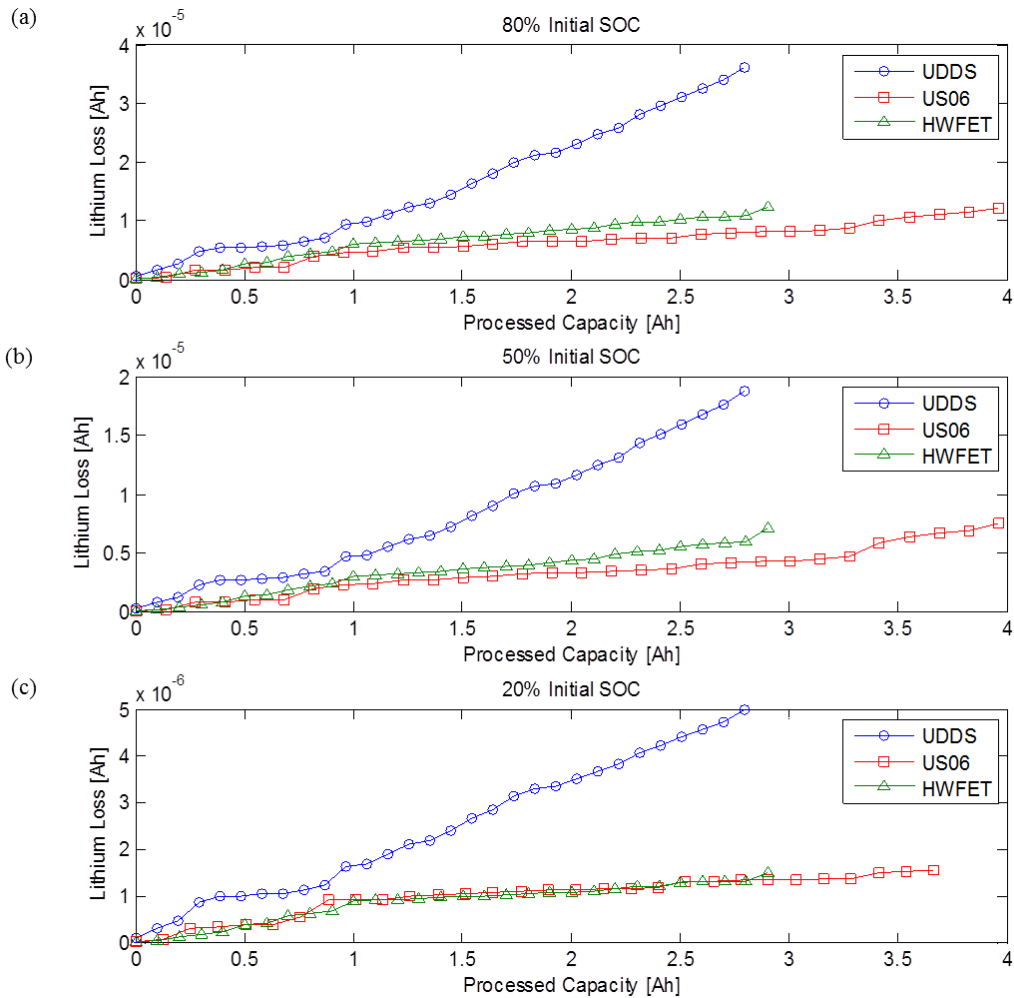 (a)
x 10^-5
80% Initial SOC
4
3
2
1
0
Lithium Loss [Ah]
UDDS
US06
HWFET
0 0.5 1 1.5 2 2.5 3 3.5 4
Processed Capacity [Ah]
(b)
x 10^-5
50% Initial SOC
2
1.5
1
0.5
0
Lithium Loss [Ah]
UDDS
US06
HWFET
0 0.5 1 1.5 2 2.5 3 3.5 4
Processed Capacity [Ah]
(c)
x 10^-6
20% Initial SOC
5
4
3
2
1
0
Lithium Loss [Ah]
UDDS
US06
HWFET
0 0.5 1 1.5 2 2.5 3 3.5 4
Processed Capacity [Ah]